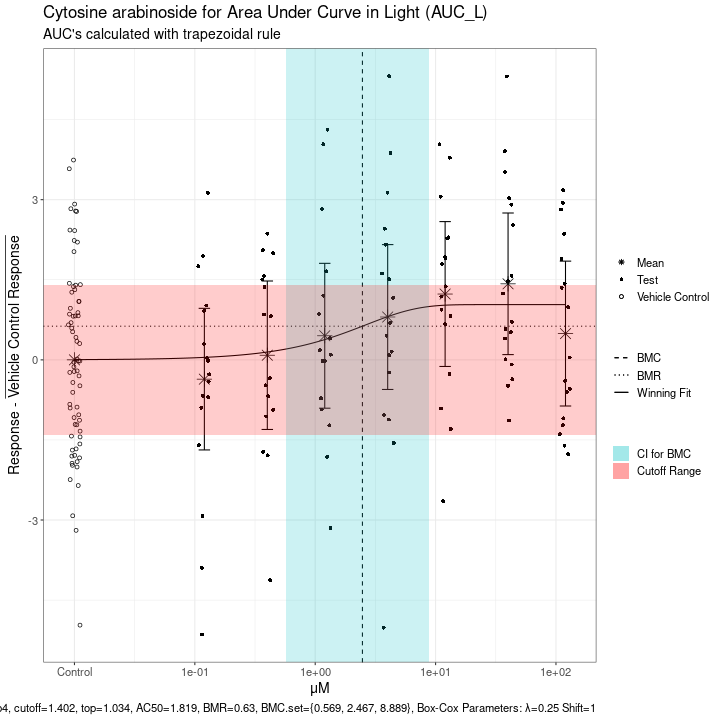 Cytosine arabinoside for Area Under Curve in Light (AUC_L)
AUC's calculated with trapezoidal rule
Response - Vehicle Control Response
3
0
-3
Control
1e-01
1e+00
1e+01
1e+02
µM
Mean
Test
Vehicle Control
BMC
BMR
Winning Fit
CI for BMC
Cutoff Range
cutoff=1.402, top=1.034, AC50=1.819, BMR=0.63, BMC.set={0.569, 2.467, 8.889}, Box-Cox Parameters: λ=0.25 Shift=1